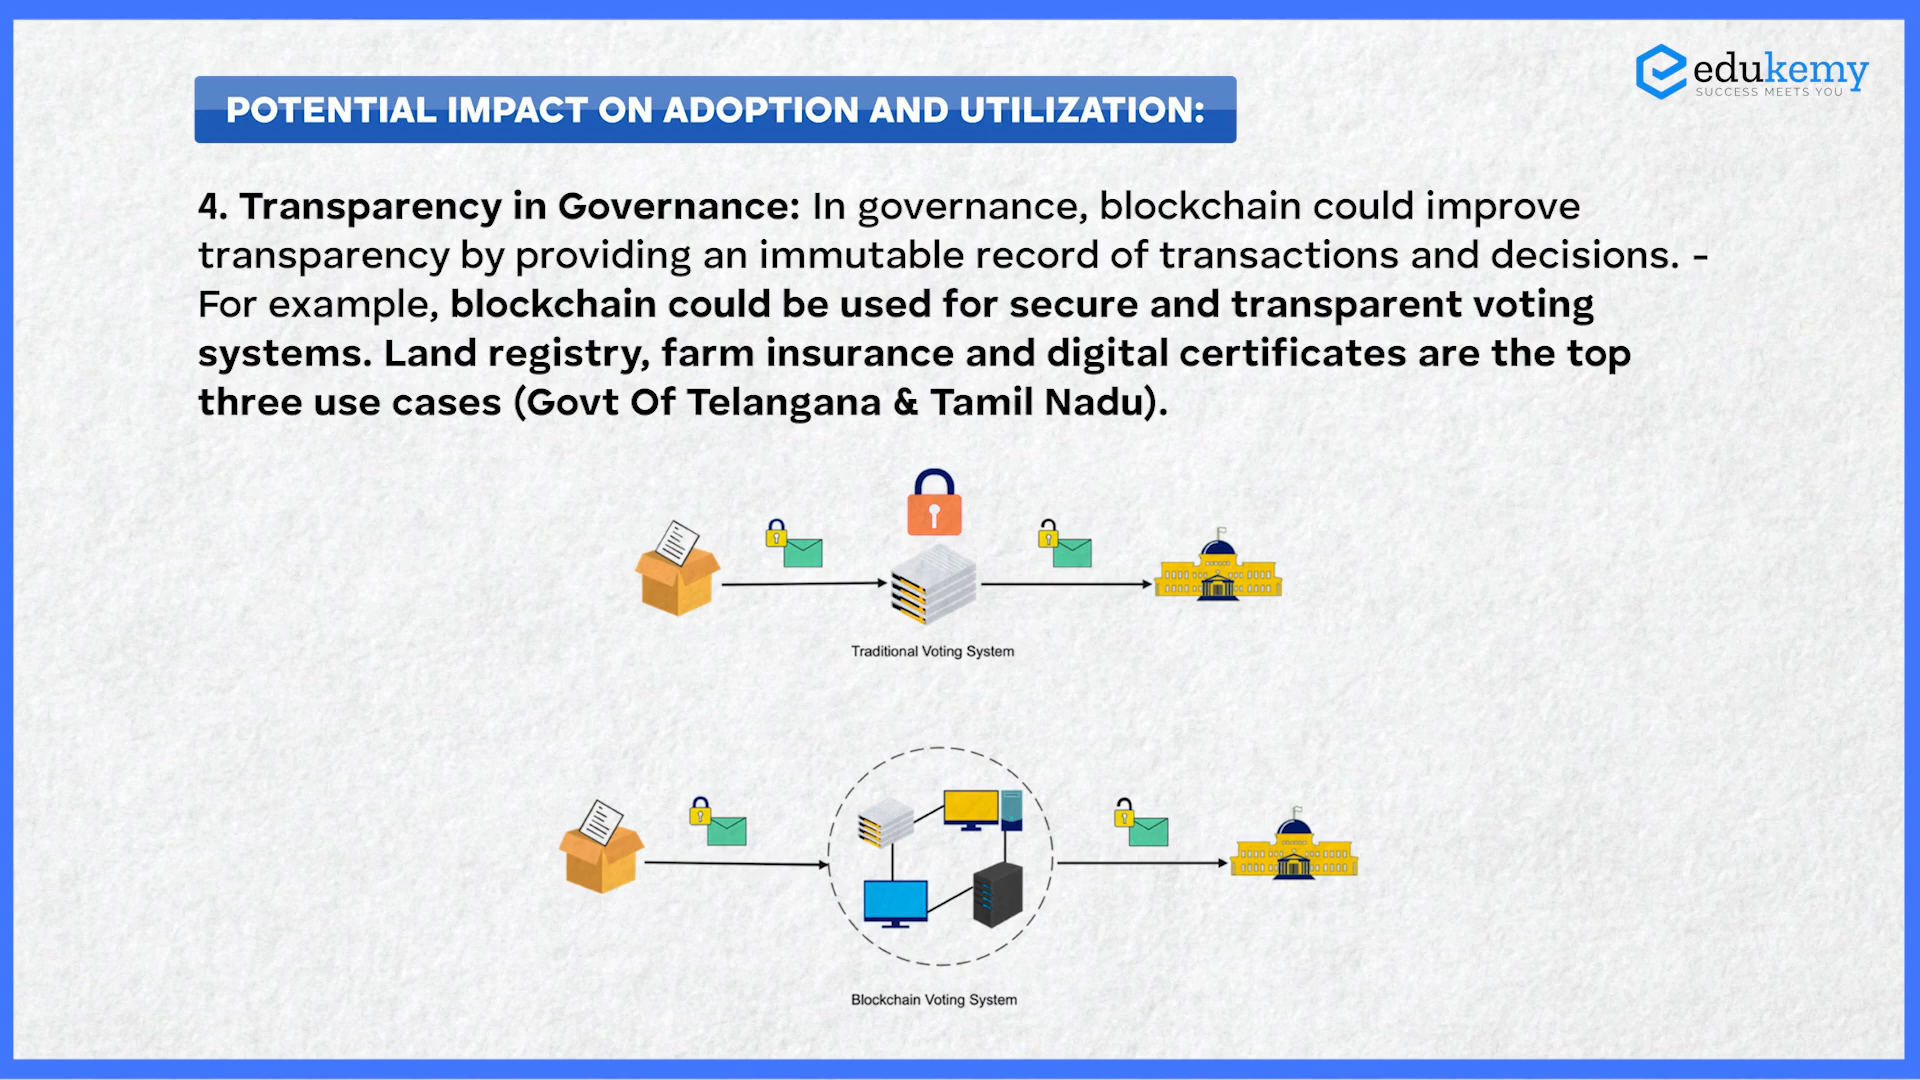 edukemy
SUCCESS MEETS YOU
POTENTIAL IMPACT ON ADOPTION AND UTILIZATION:
4. Transparency in Governance: In governance, blockchain could improve
transparency by providing an immutable record of transactions and decisions. -
For example, blockchain could be used for secure and transparent voting
systems. Land registry, farm insurance and digital certificates are the top
three use cases (Govt Of Telangana & Tamil Nadu).
Traditional Voting System
Blockchain Voting System